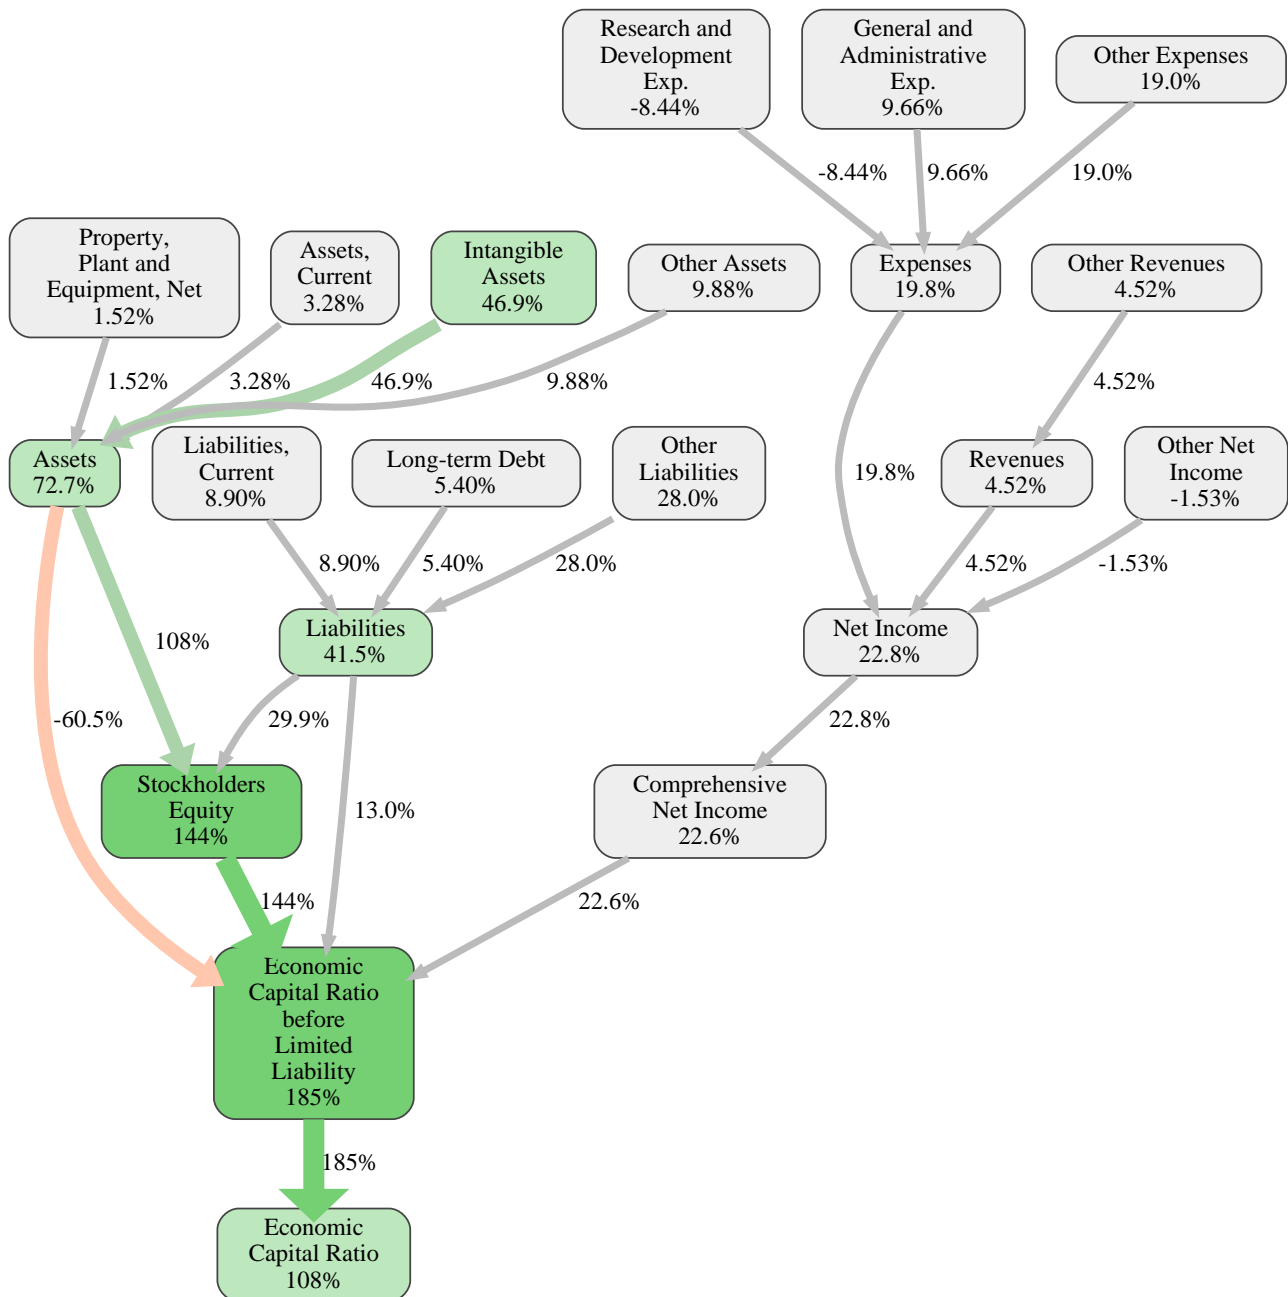 Research and
Development
Exp.
-8.44%
General and
Administrative
Exp.
9.66%
Other Expenses
19.0%
-8.44%
9.66%
19.0%
Property,
Plant and
Equipment, Net
1.52%
Assets,
Current
3.28%
Intangible
Assets
46.9%
Other Assets
9.88%
Expenses
19.8%
Other Revenues
4.52%
1.52%
3.28%
46.9%
9.88%
4.52%
Assets
72.7%
Liabilities,
Current
8.90%
Long-term Debt
5.40%
Other
Liabilities
28.0%
19.8%
Revenues
4.52%
Other Net
Income
-1.53%
8.90%
5.40%
28.0%
4.52%
-1.53%
108%
Liabilities
41.5%
Net Income
22.8%
-60.5%
29.9%
22.8%
Stockholders
Equity
144%
13.0%
Comprehensive
Net Income
22.6%
144%
22.6%
Economic
Capital Ratio
before
Limited
Liability
185%
185%
Economic
Capital Ratio
108%